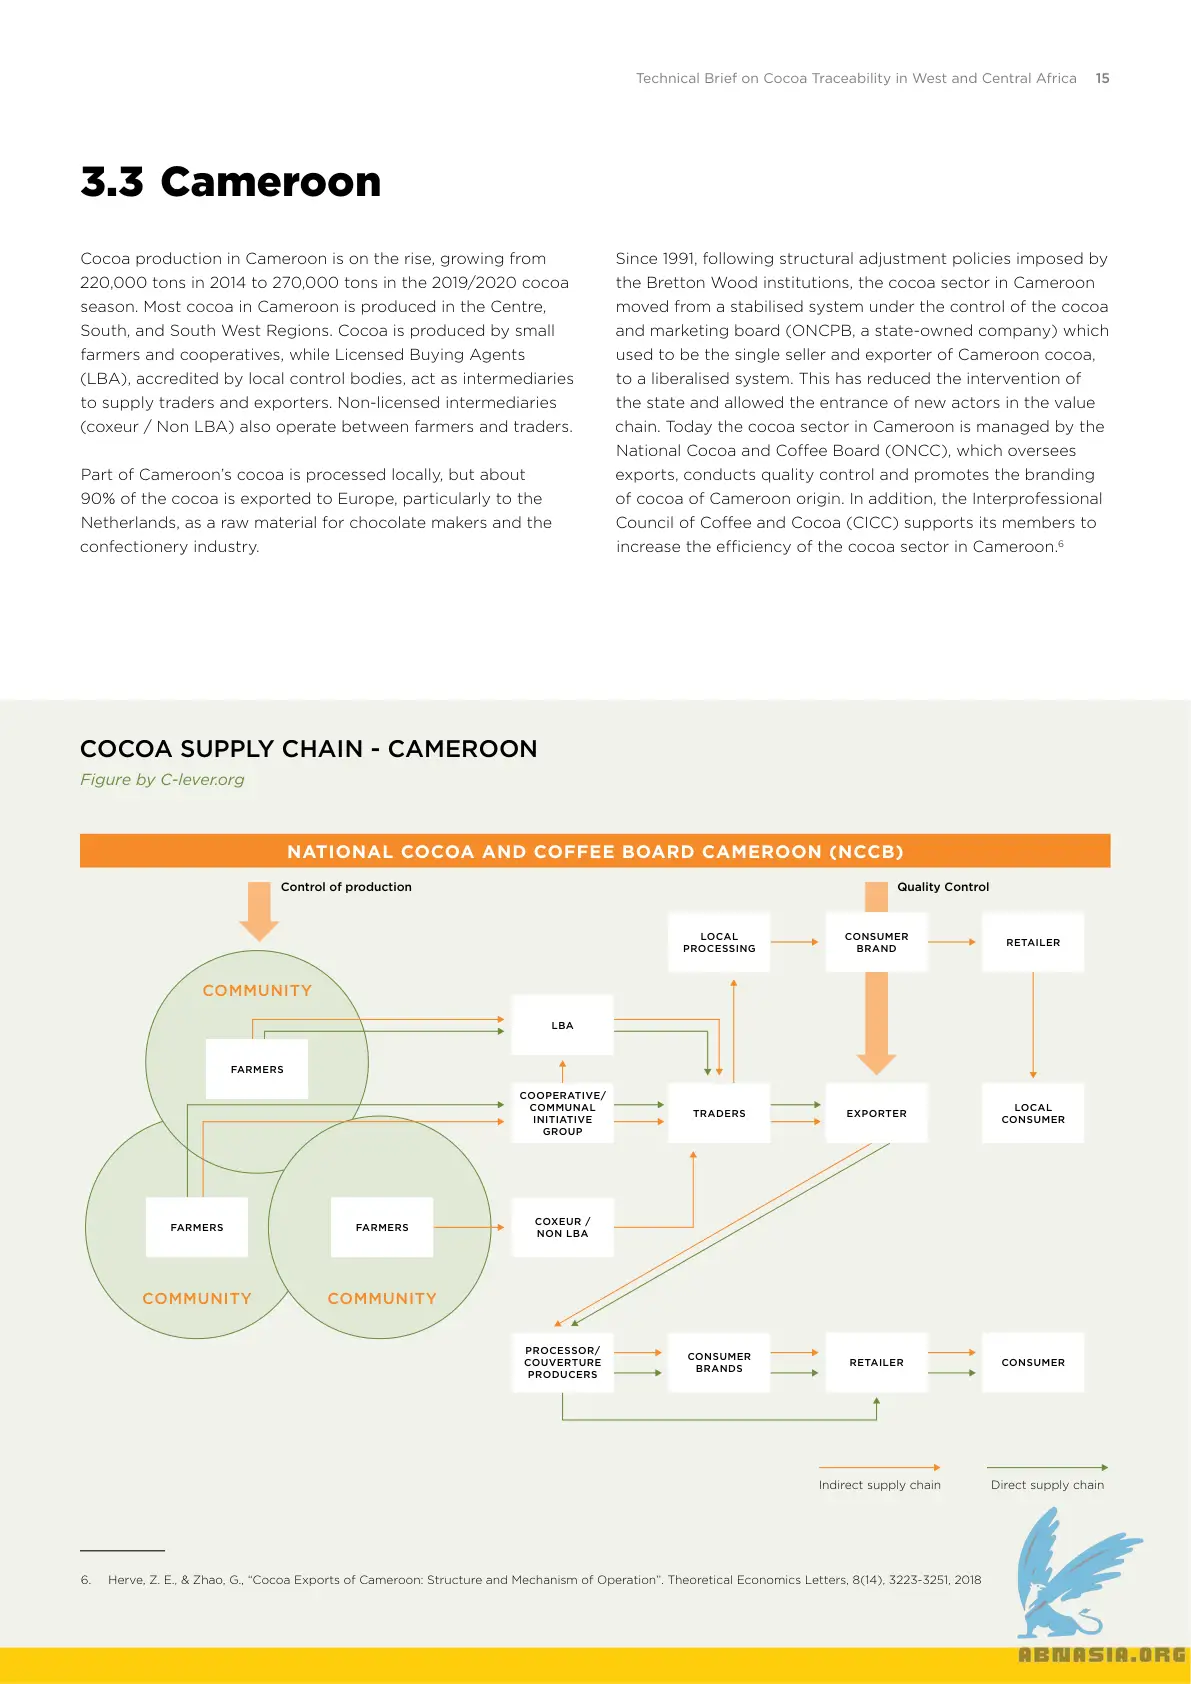 Technical Brief on Cocoa Traceability in West and Central Africa 15
3.3 Cameroon
Cocoa production in Cameroon is on the rise, growing from
220,000 tons in 2014 to 270,000 tons in the 2019/2020 cocoa
season. Most cocoa in Cameroon is produced in the Centre,
South, and South West Regions. Cocoa is produced by small
farmers and cooperatives, while Licensed Buying Agents
(LBA), accredited by local control bodies, act as intermediaries
to supply traders and exporters. Non-licensed intermediaries
(coxeur / Non LBA) also operate between farmers and traders.
Part of Cameroon’s cocoa is processed locally, but about
90% of the cocoa is exported to Europe, particularly to the
Netherlands, as a raw material for chocolate makers and the
confectionery industry.
Since 1991, following structural adjustment policies imposed by
the Bretton Wood institutions, the cocoa sector in Cameroon
moved from a stabilised system under the control of the cocoa
and marketing board (ONCPB, a state-owned company) which
used to be the single seller and exporter of Cameroon cocoa,
to a liberalised system. This has reduced the intervention of
the state and allowed the entrance of new actors in the value
chain. Today the cocoa sector in Cameroon is managed by the
National Cocoa and Coffee Board (ONCC), which oversees
exports, conducts quality control and promotes the branding
of cocoa of Cameroon origin. In addition, the Interprofessional
Council of Coffee and Cocoa (CICC) supports its members to
increase the efficiency of the cocoa sector in Cameroon.6
COCOA SUPPLY CHAIN - CAMEROON
Figure by C-lever.org
NATIONAL COCOA AND COFFEE BOARD CAMEROON (NCCB)
Control of production
Quality Control
LOCAL
PROCESSING
CONSUMER
BRAND
RETAILER
COMMUNITY
LBA
FARMERS
COOPERATIVE/
COMMUNAL
INITIATIVE
GROUP
TRADERS
EXPORTER
LOCAL
CONSUMER
FARMERS
FARMERS
COXEUR /
NON LBA
COMMUNITY
COMMUNITY
PROCESSOR/
COUVERTURE
PRODUCERS
CONSUMER
BRANDS
RETAILER
CONSUMER
Indirect supply chain
Direct supply chain
6. Herve, Z. E., & Zhao, G., “Cocoa Exports of Cameroon: Structure and Mechanism of Operation”. Theoretical Economics Letters, 8(14), 3223-3251, 2018
ABNASIA.ORG